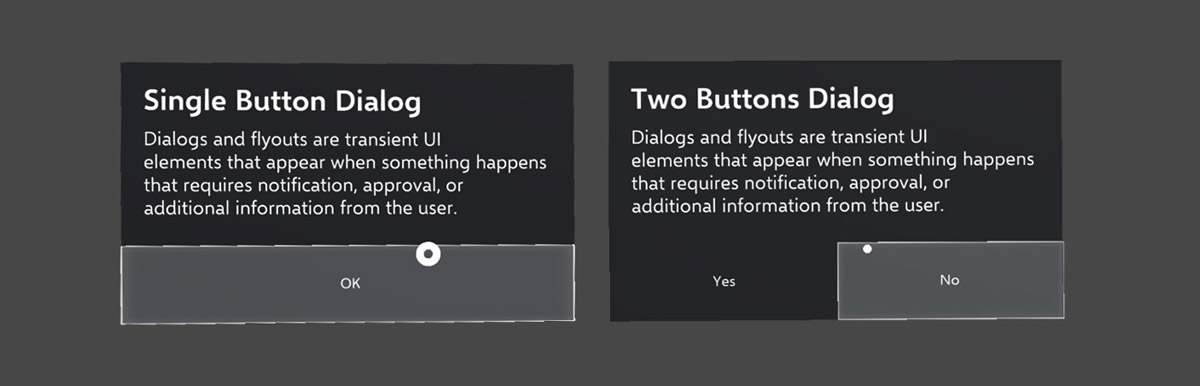 Single Button Dialog
Dialogs and flyouts are transient UI
elements that appear when something happens
that requires notification, approval, or
additional information from the user.
OK
Two Buttons Dialog
Dialogs and flyouts are transient UI
elements that appear when something happens
that requires notification, approval, or
additional information from the user.
Yes
No